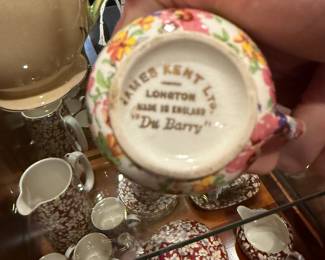 JAMES KENT LTD.
LONGTON
MADE IN ENGLAND
"Du Barry"